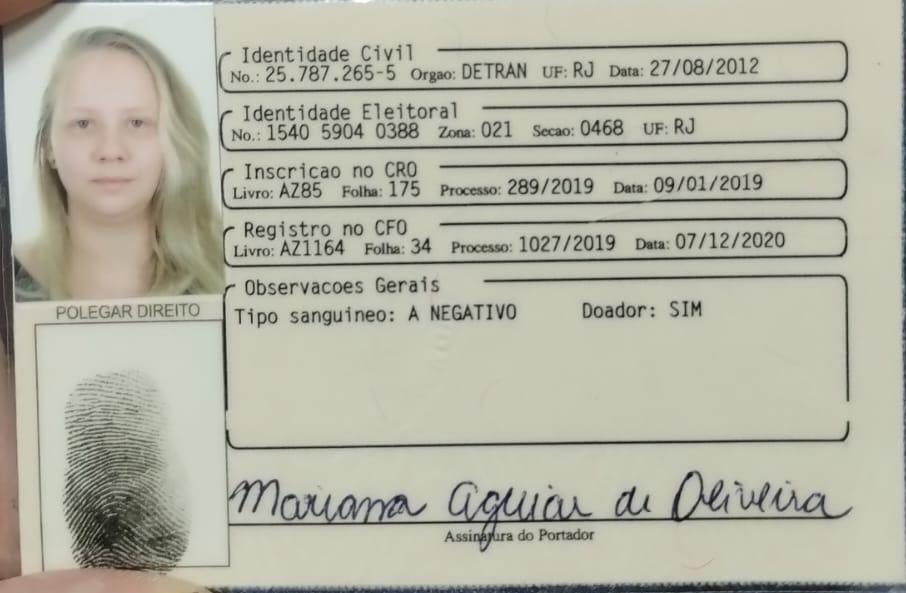 Identidade Civil
No.: 25.787.265-5 Orgao: DETRAN UF: RJ Data: 27/08/2012
Identidade Eleitoral
No.: 1540 5904 0388 Zona: 021 Secao: 0468 UF: RJ
Inscricao no CRO
Livro: AZ85 Folha: 175 Processo: 289/2019 Data: 09/01/2019
Registro no CFO
Livro: AZ1164 Folha: 34 Processo: 1027/2019 Data: 07/12/2020
Observacoes Gerais
POLEGAR DIREITO
Tipo sanguineo: A NEGATIVO Doador: SIM
Mariana Aguiar de Oliveira
Assinatura do Portador